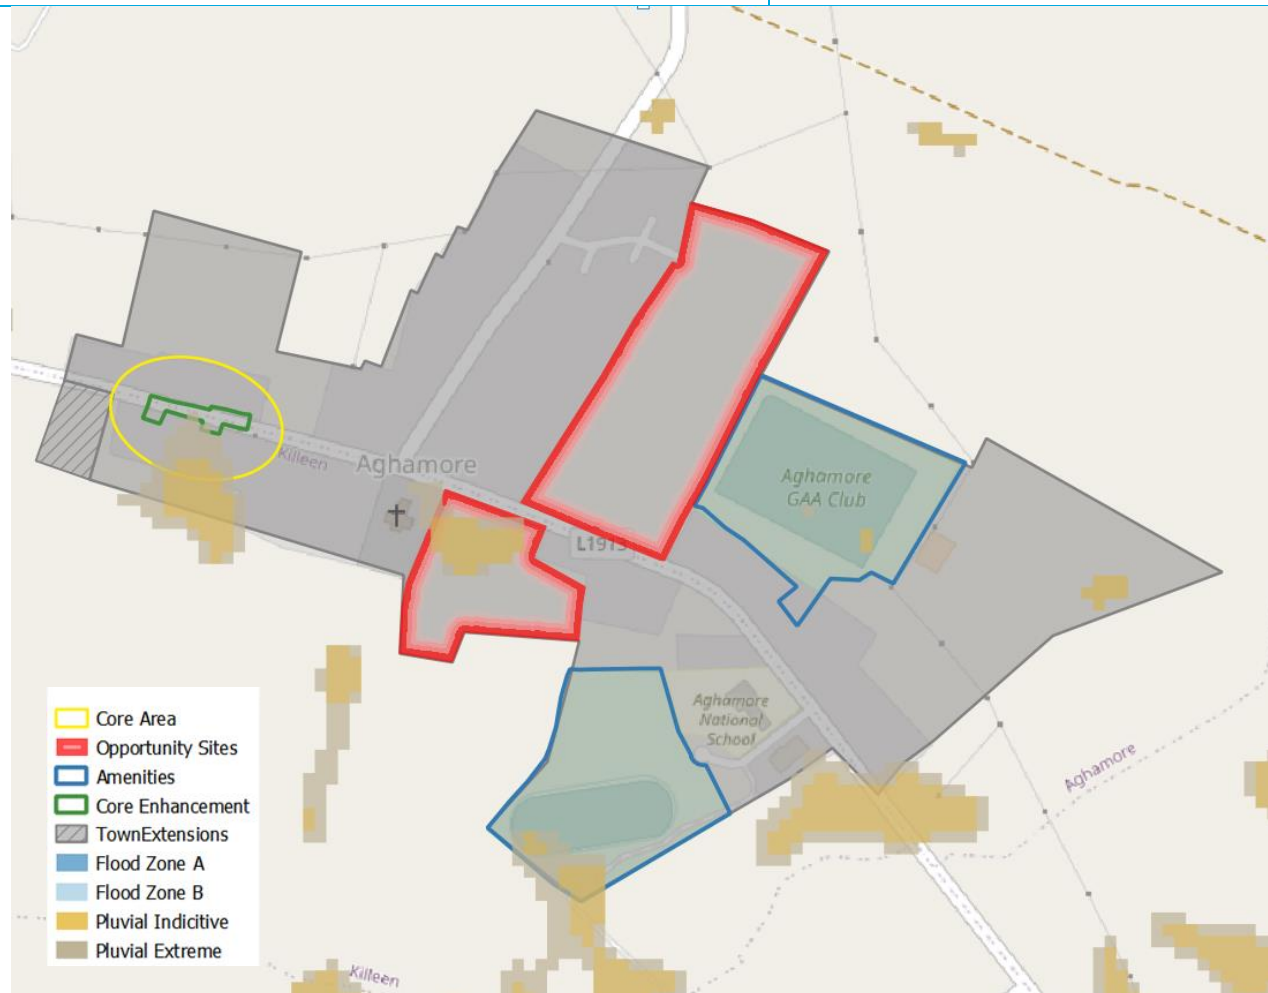 Killeen
Aghamore
Aghamore
GAA Club
L1913
Aghamore
National
School
Aghamore
Killeen
Core Area
Opportunity Sites
Amenities
Core Enhancement
TownExtensions
Flood Zone A
Flood Zone B
Pluvial Indicitive
Pluvial Extreme